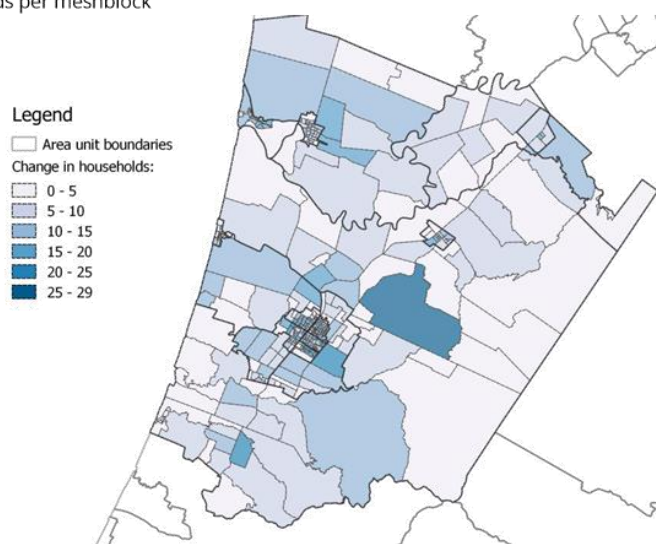 ds per meshblock
Legend
Area unit boundaries
Change in households:
0 - 5
5 - 10
10 - 15
15 - 20
20 - 25
25 - 29